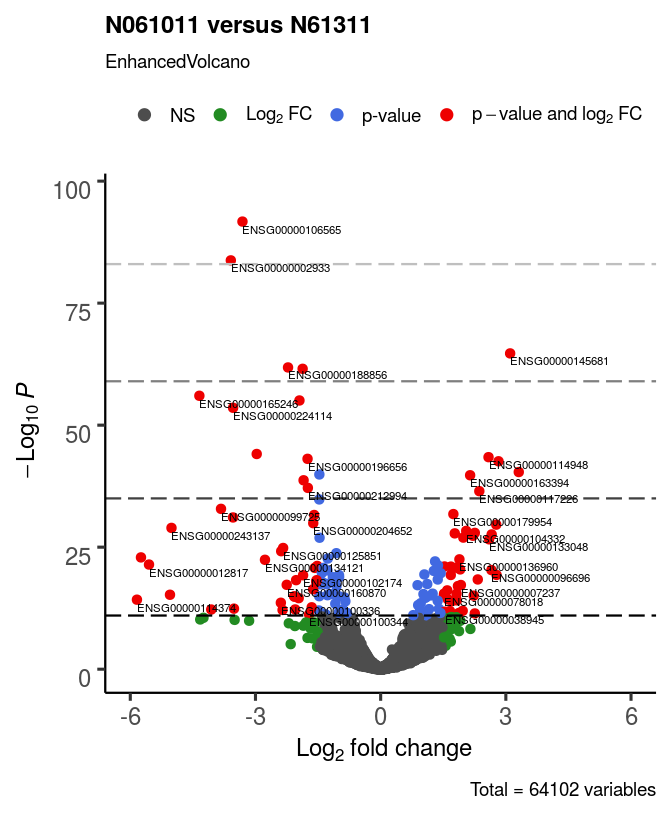 N061011 versus N61311
EnhancedVolcano
NS Log2 FC p-value p – value and log2 FC
100
75
50
25
0
– Log10 P
ENSG00000106565
ENSG00000002933
ENSG00000145681
ENSG00000188856
ENSG00000165246
ENSG00000224114
ENSG00000196656
ENSG00000114948
ENSG00000163394
ENSG00000212994
ENSG00000117226
ENSG00000179954
ENSG00000204652
ENSG00000243137
ENSG00000104332
ENSG00000133048
ENSG00000125851
ENSG00000134121
ENSG00000136960
ENSG00000012817
ENSG00000096696
ENSG00000102174
ENSG00000160870
ENSG00000007237
ENSG00000078018
ENSG00000100336
ENSG00000038945
ENSG00000100344
-6 -3 0 3 6
Log2 fold change
Total = 64102 variables